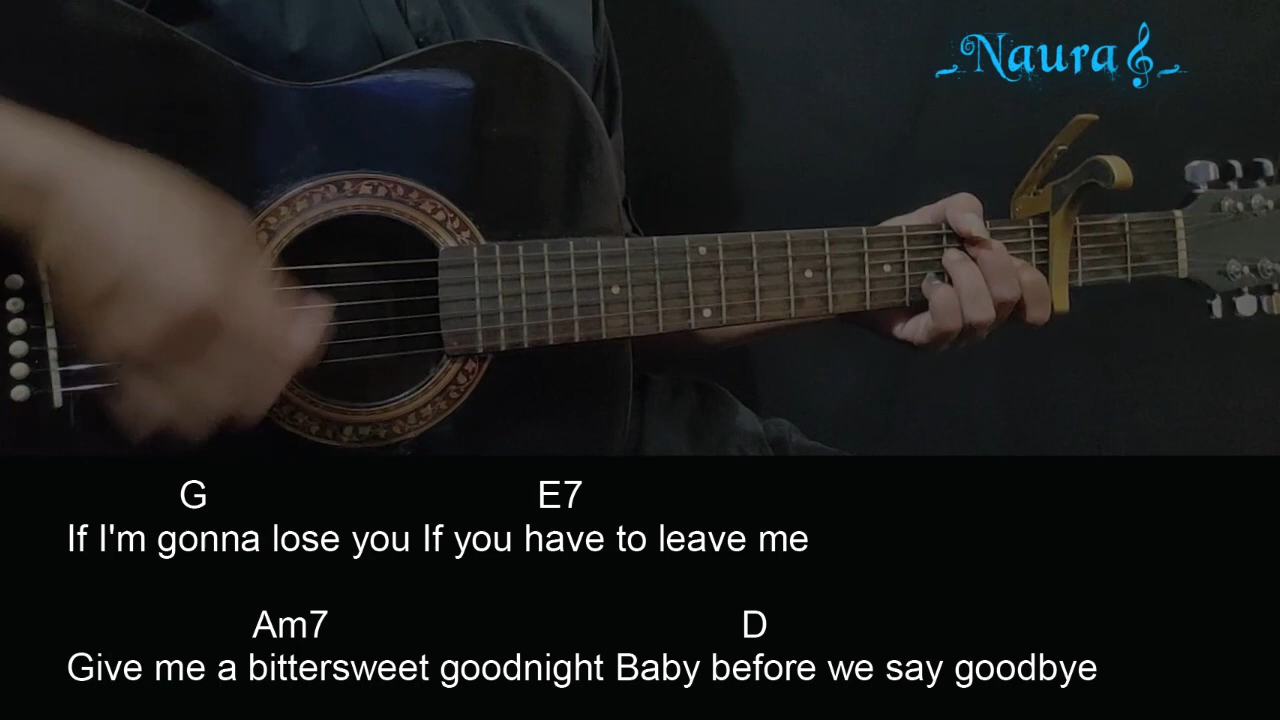 Naura
G E7
If I'm gonna lose you If you have to leave me
Am7 D
Give me a bittersweet goodnight Baby before we say goodbye